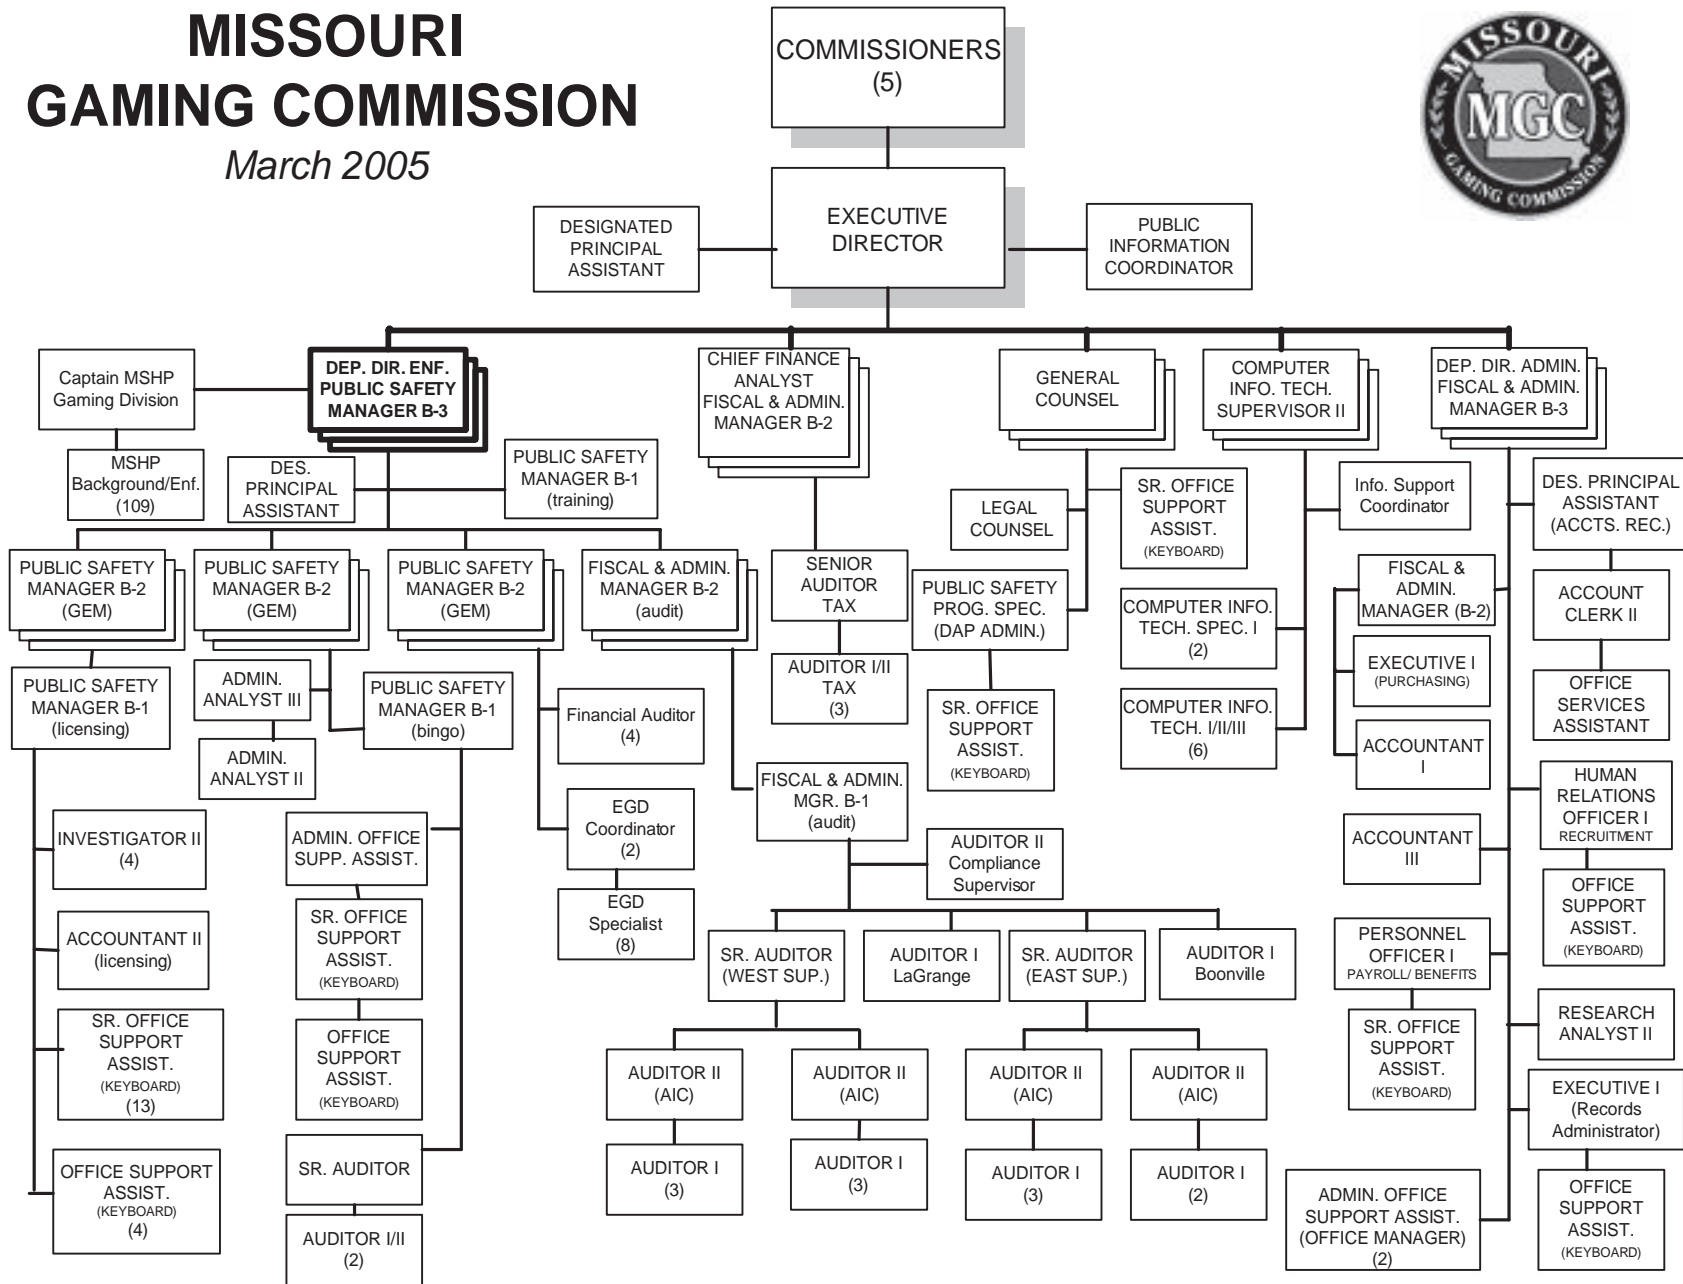 MISSOURI
GAMING COMMISSION
March 2005
COMMISSIONERS
(5)
MISSOURI
MGC
GAMING COMMISSION
EXECUTIVE
DIRECTOR
DESIGNATED
PRINCIPAL
ASSISTANT
PUBLIC
INFORMATION
COORDINATOR
Captain MSHP
Gaming Division
DEP. DIR. ENF.
PUBLIC SAFETY
MANAGER B-3
CHIEF FINANCE
ANALYST
FISCAL & ADMIN.
MANAGER B-2
GENERAL
COUNSEL
COMPUTER
INFO. TECH.
SUPERVISOR II
DEP. DIR. ADMIN.
FISCAL & ADMIN.
MANAGER B-3
MSHP
Background/Enf.
(109)
DES.
PRINCIPAL
ASSISTANT
PUBLIC SAFETY
MANAGER B-1
(training)
LEGAL
COUNSEL
SR. OFFICE
SUPPORT
ASSIST.
(KEYBOARD)
Info. Support
Coordinator
DES. PRINCIPAL
ASSISTANT
(ACCTS. REC.)
PUBLIC SAFETY
MANAGER B-2
(GEM)
PUBLIC SAFETY
MANAGER B-2
(GEM)
PUBLIC SAFETY
MANAGER B-2
(GEM)
FISCAL & ADMIN.
MANAGER B-2
(audit)
SENIOR
AUDITOR
TAX
PUBLIC SAFETY
PROG. SPEC.
(DAP ADMIN.)
COMPUTER INFO.
TECH. SPEC. I
(2)
FISCAL &
ADMIN.
MANAGER (B-2)
ACCOUNT
CLERK II
PUBLIC SAFETY
MANAGER B-1
(licensing)
ADMIN.
ANALYST III
ADMIN.
ANALYST II
PUBLIC SAFETY
MANAGER B-1
(bingo)
Financial Auditor
(4)
AUDITOR I/II
TAX
(3)
SR. OFFICE
SUPPORT
ASSIST.
(KEYBOARD)
COMPUTER INFO.
TECH. I/II/III
(6)
EXECUTIVE I
(PURCHASING)
OFFICE
SERVICES
ASSISTANT
ACCOUNTANT
I
FISCAL & ADMIN.
MGR. B-1
(audit)
HUMAN
RELATIONS
OFFICER I
RECRUITMENT
INVESTIGATOR II
(4)
ADMIN. OFFICE
SUPP. ASSIST.
EGD
Coordinator
(2)
AUDITOR II
Compliance
Supervisor
ACCOUNTANT
III
OFFICE
SUPPORT
ASSIST.
(KEYBOARD)
ACCOUNTANT II
(licensing)
SR. OFFICE
SUPPORT
ASSIST.
(KEYBOARD)
EGD
Specialist
(8)
SR. AUDITOR
(WEST SUP.)
AUDITOR I
LaGrange
SR. AUDITOR
(EAST SUP.)
AUDITOR I
Boonville
PERSONNEL
OFFICER I
PAYROLL/ BENEFITS
SR. OFFICE
SUPPORT
ASSIST.
(KEYBOARD)
(13)
OFFICE
SUPPORT
ASSIST.
(KEYBOARD)
AUDITOR II
(AIC)
AUDITOR II
(AIC)
AUDITOR II
(AIC)
AUDITOR II
(AIC)
SR. OFFICE
SUPPORT
ASSIST.
(KEYBOARD)
RESEARCH
ANALYST II
EXECUTIVE I
(Records
Administrator)
OFFICE SUPPORT
ASSIST.
(KEYBOARD)
(4)
SR. AUDITOR
AUDITOR I
(3)
AUDITOR I
(3)
AUDITOR I
(3)
AUDITOR I
(2)
ADMIN. OFFICE
SUPPORT ASSIST.
(OFFICE MANAGER)
(2)
OFFICE
SUPPORT
ASSIST.
(KEYBOARD)
AUDITOR I/II
(2)